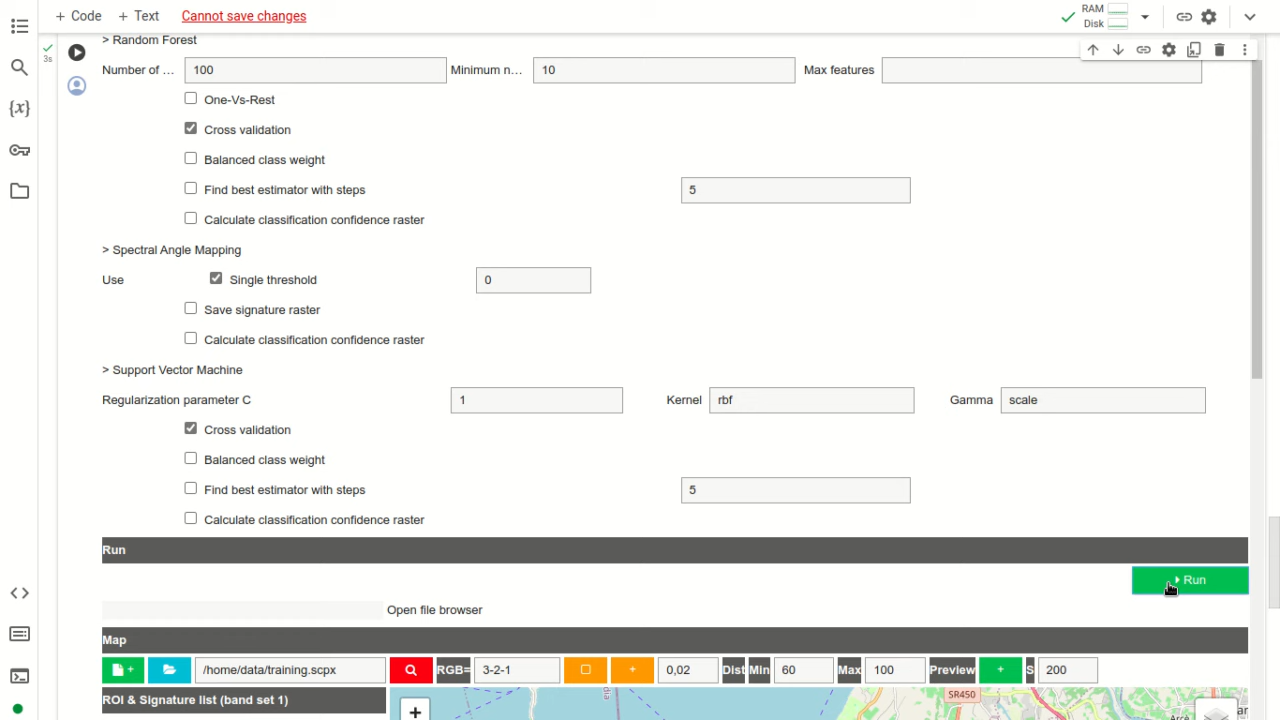 + Code + Text Cannot save changes
RAM
Disk
3s
> Random Forest
Number of ... 100 Minimum n... 10 Max features
One-Vs-Rest
Cross validation
Balanced class weight
Find best estimator with steps 5
Calculate classification confidence raster
> Spectral Angle Mapping
Use Single threshold 0
Save signature raster
Calculate classification confidence raster
> Support Vector Machine
Regularization parameter C 1 Kernel rbf Gamma scale
Cross validation
Balanced class weight
Find best estimator with steps 5
Calculate classification confidence raster
Run
Run
Open file browser
Map
+ /home/data/training.scpx RGB= 3-2-1 + 0,02 Dist Min 60 Max 100 Preview + S 200
ROI & Signature list (band set 1)
+
SR450